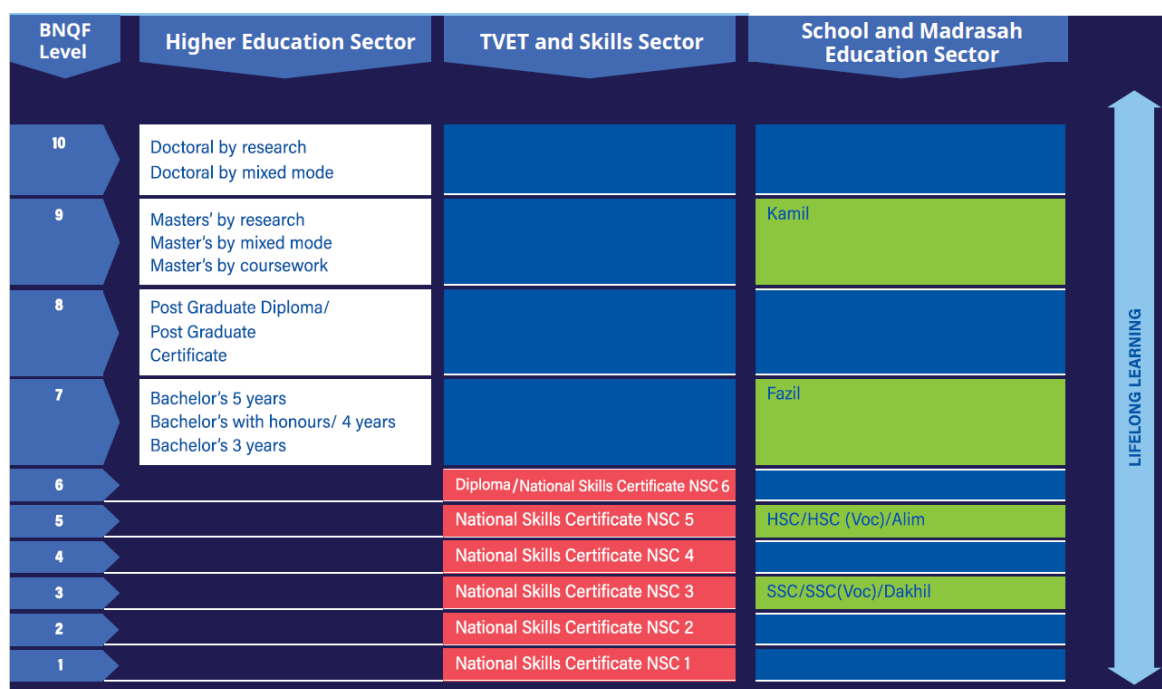 BNQF
Level
Higher Education Sector
TVET and Skills Sector
School and Madrasah
Education Sector
10
Doctoral by research
Doctoral by mixed mode
9
Masters' by research
Master's by mixed mode
Master's by coursework
Kamil
8
Post Graduate Diploma/
Post Graduate
Certificate
7
Bachelor's 5 years
Bachelor's with honours/ 4 years
Bachelor's 3 years
Fazil
6
Diploma/National Skills Certificate NSC 6
5
National Skills Certificate NSC 5
HSC/HSC (Voc)/Alim
4
National Skills Certificate NSC 4
3
National Skills Certificate NSC 3
SSC/SSC(Voc)/Dakhil
2
National Skills Certificate NSC 2
1
National Skills Certificate NSC 1
LIFELONG LEARNING